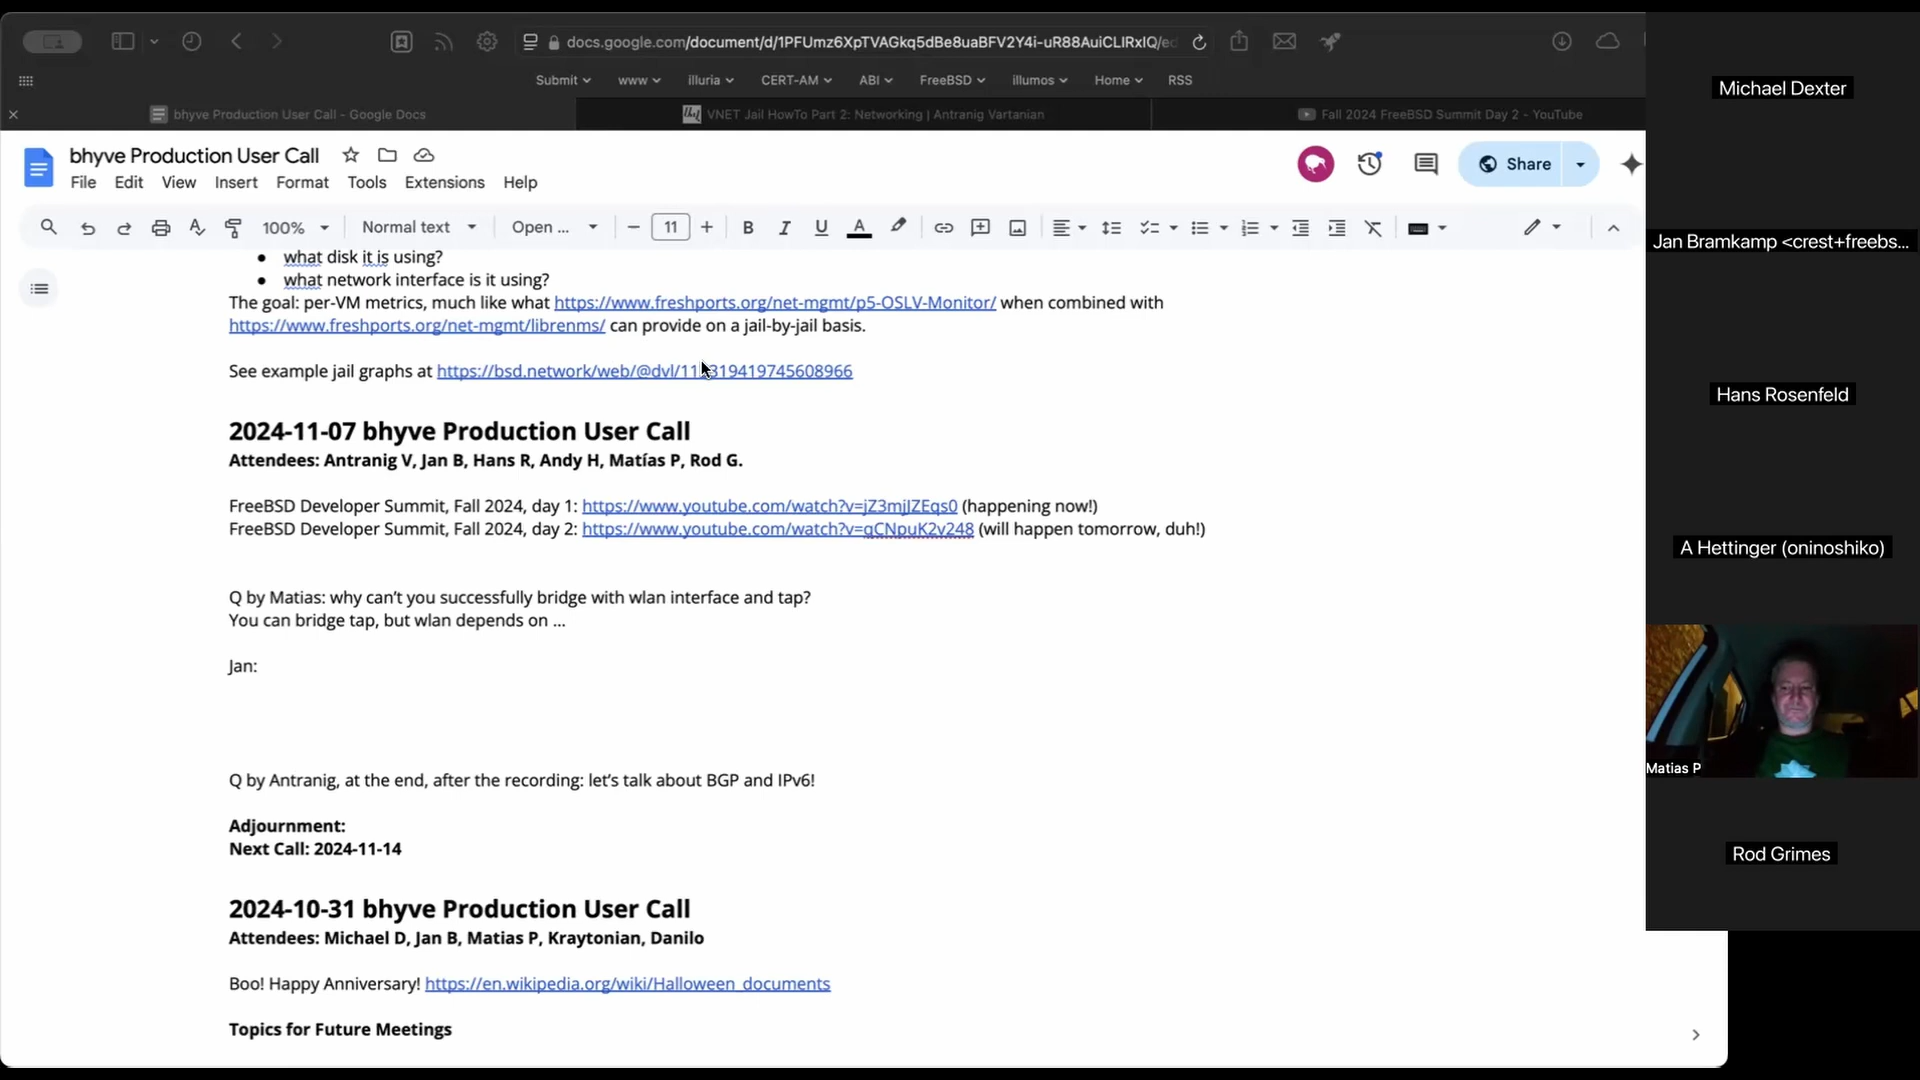 docs.google.com/document/d/1PFUmz6XpTVAGkq5dBe8uaBFV2Y4i-uR88AuiCLlRxIQ/ec
Submit www illuria CERT-AM ABI FreeBSD illumos Home RSS
bhyve Production User Call - Google Docs
VNET Jail HowTo Part 2: Networking | Antranig Vartanian
Fall 2024 FreeBSD Summit Day 2 - YouTube
bhyve Production User Call
File Edit View Insert Format Tools Extensions Help
Share
100% Normal text Open ... 11 B I U A
what disk it is using?
what network interface is it using?
The goal: per-VM metrics, much like what https://www.freshports.org/net-mgmt/p5-OSLV-Monitor/ when combined with
https://www.freshports.org/net-mgmt/librenms/ can provide on a jail-by-jail basis.
See example jail graphs at
2024-11-07 bhyve Production User Call
Attendees: Antranig V, Jan B, Hans R, Andy H, Matías P, Rod G.
FreeBSD Developer Summit, Fall 2024, day 1: https://www.youtube.com/watch?v=jZ3mjJZEqs0 (happening now!)
FreeBSD Developer Summit, Fall 2024, day 2: https://www.youtube.com/watch?v=qCNpuK2v248 (will happen tomorrow, duh!)
Q by Matias: why can’t you successfully bridge with wlan interface and tap?
You can bridge tap, but wlan depends on ...
Jan:
Q by Antranig, at the end, after the recording: let’s talk about BGP and IPv6!
Adjournment:
Next Call: 2024-11-14
2024-10-31 bhyve Production User Call
Attendees: Michael D, Jan B, Matias P, Kraytonian, Danilo
Boo! Happy Anniversary! https://en.wikipedia.org/wiki/Halloween_documents
Topics for Future Meetings
Michael Dexter
Jan Bramkamp <crest+freebs...
Hans Rosenfeld
A Hettinger (oninoshiko)
Matias P
Rod Grimes